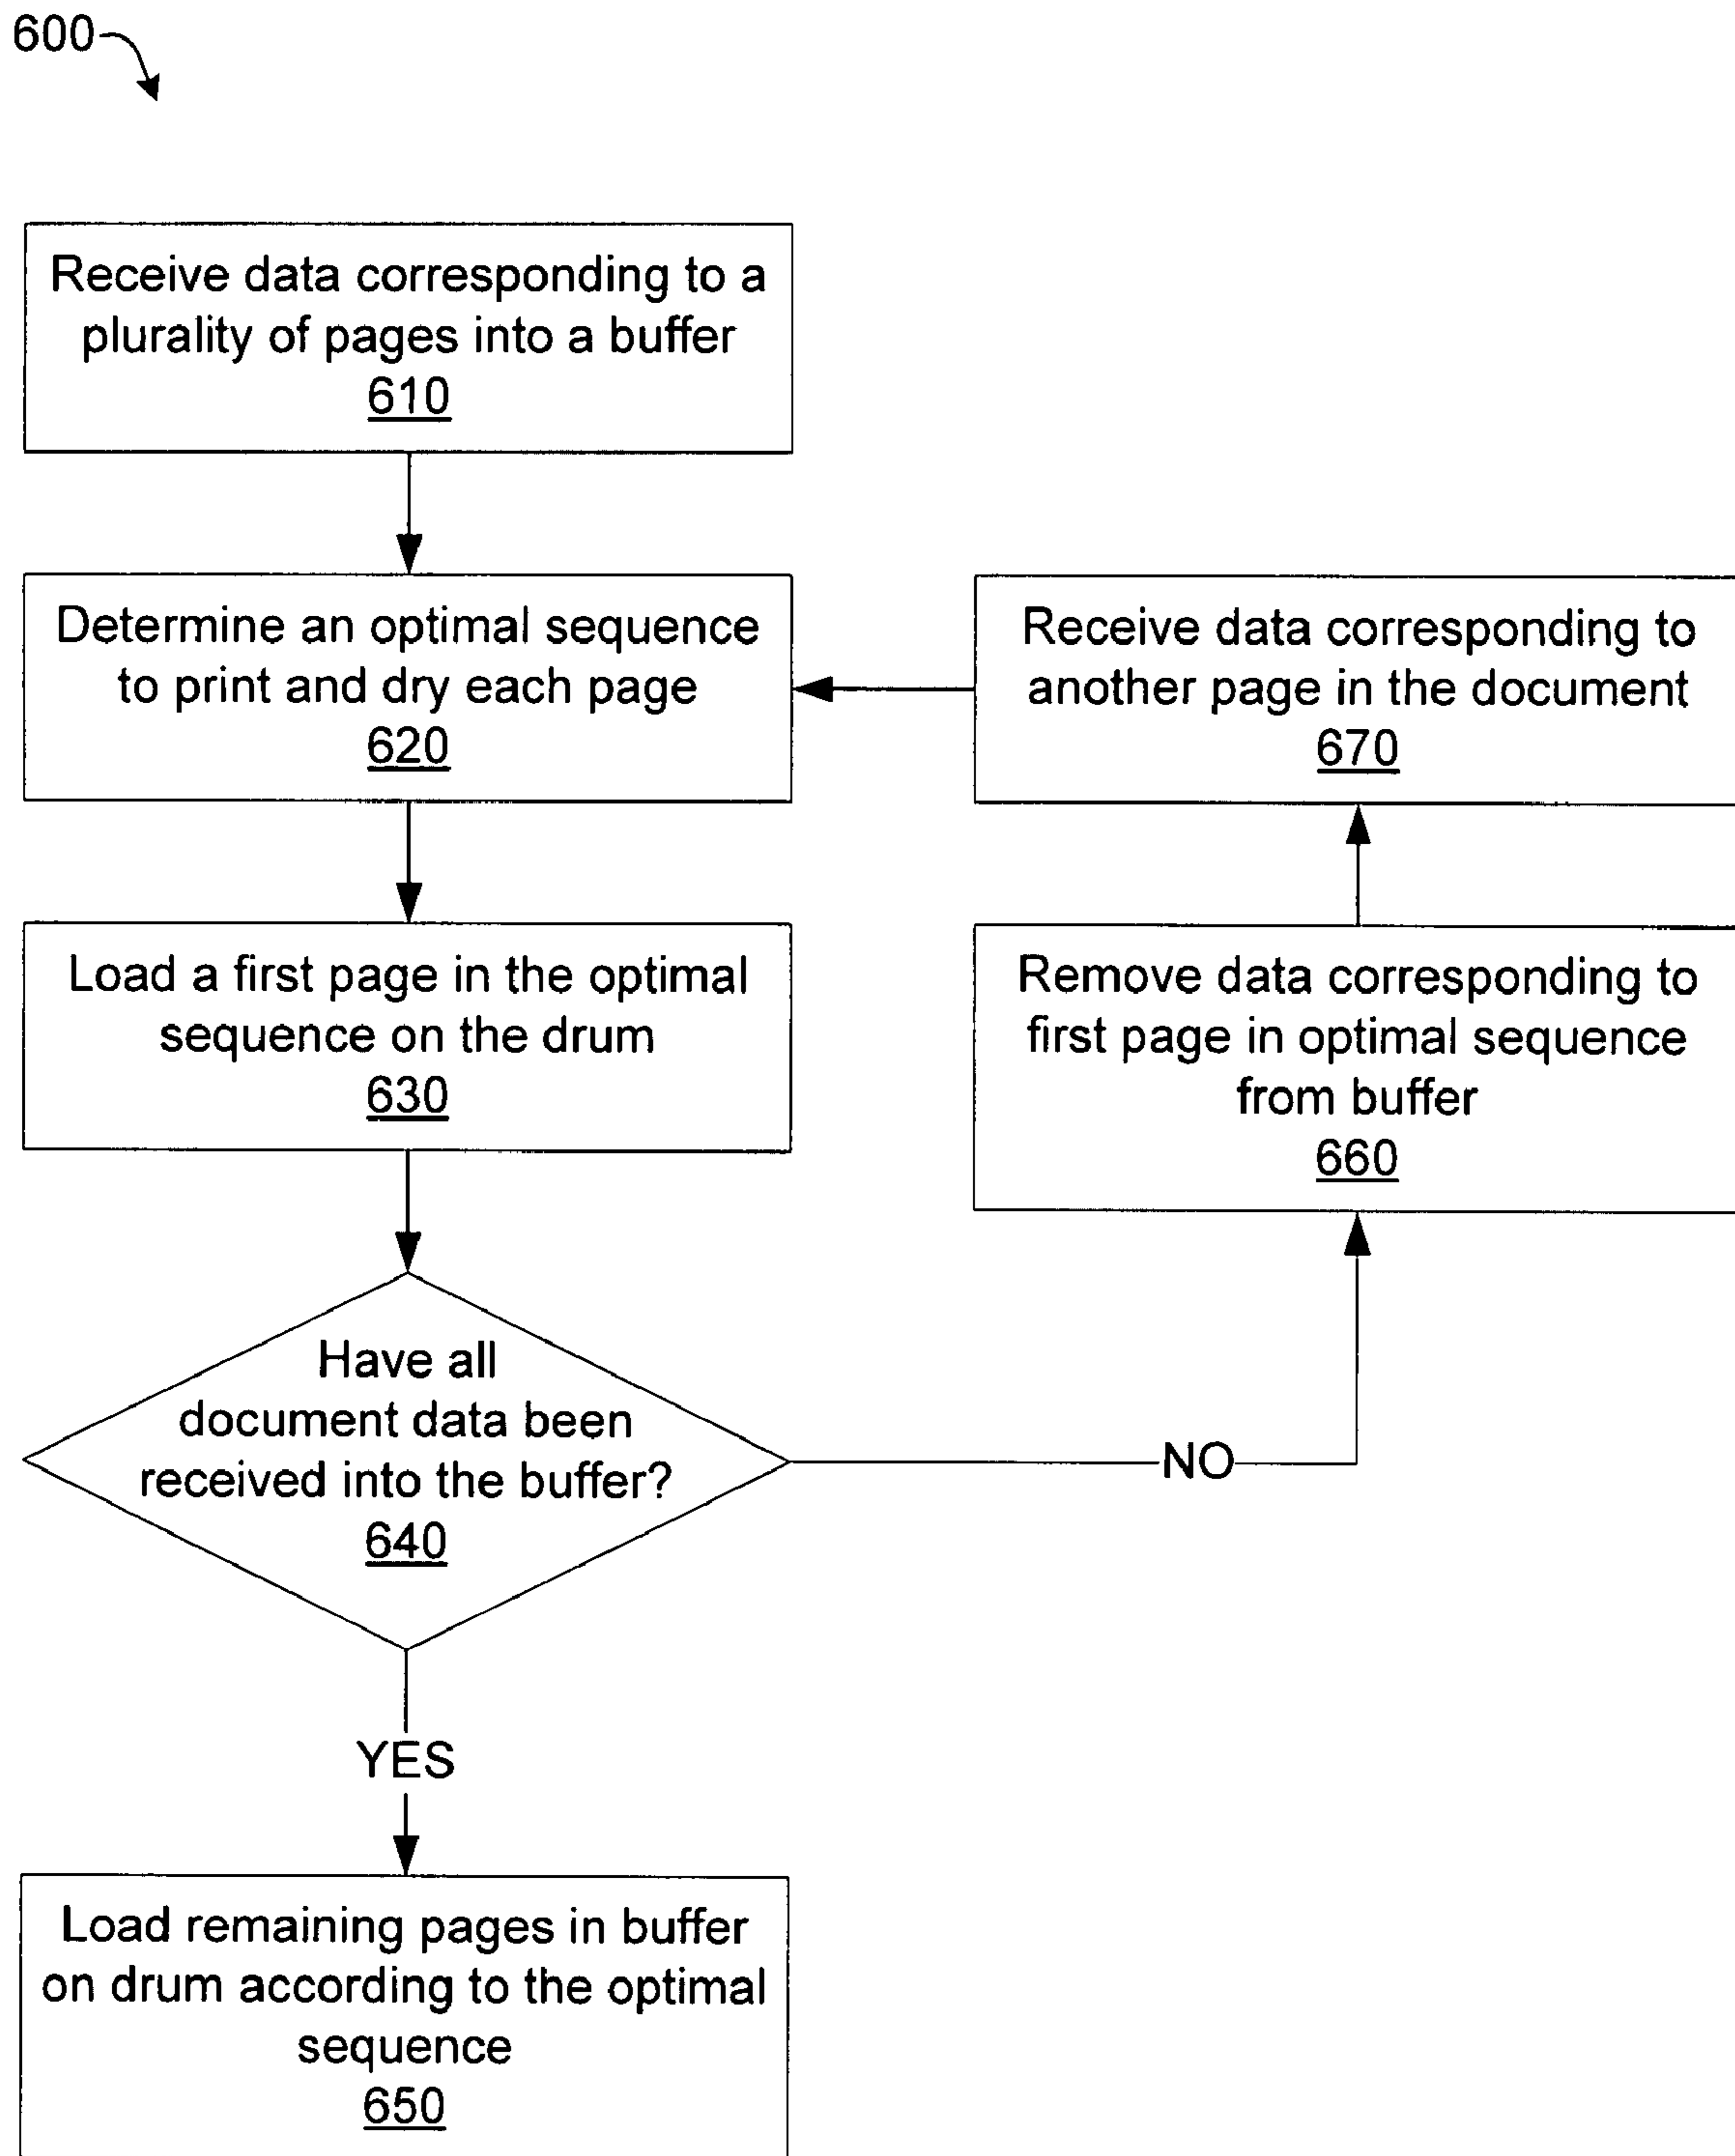 600
Receive data corresponding to a
plurality of pages into a buffer
610
Determine an optimal sequence
to print and dry each page
620
Receive data corresponding to
another page in the document
670
Load a first page in the optimal
sequence on the drum
630
Remove data corresponding to
first page in optimal sequence
from buffer
660
Have all
document data been
received into the buffer?
640
NO
YES
Load remaining pages in buffer
on drum according to the optimal
sequence
650